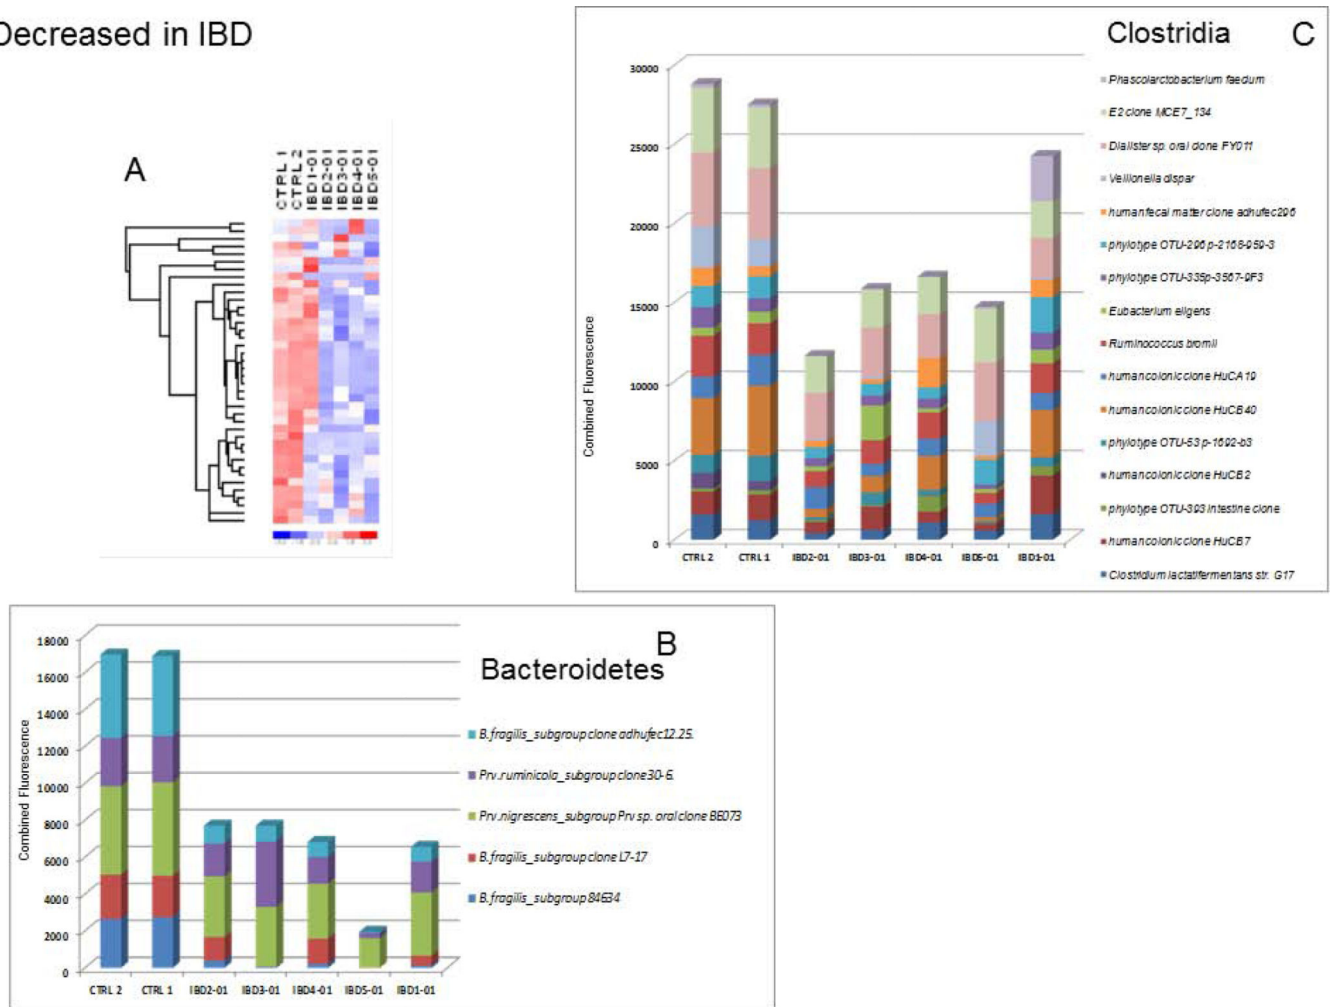 Decreased in IBD
A
CTRL 1
CTRL 2
IBD1-01
IBD2-01
IBD3-01
IBD4-01
IBD5-01
Clostridia
C
Combined Fluorescence
30000
25000
20000
15000
10000
5000
0
CTRL 2
CTRL 1
IBD2-01
IBD3-01
IBD4-01
IBD5-01
IBD1-01
Phascolarctobacterium faedum
E2 clone MCE7_134
Dialister sp. oral clone FY011
Veillonella dispar
human fecal matter clone adhufec296
phylotype OTU-296p-2168-959-3
phylotype OTU-335p-3567-9F3
Eubacterium eligens
Ruminococcus bromii
human colonic clone HuCA19
human colonic clone HuCB40
phylotype OTU-53p-1692-b3
human colonic clone HuCB2
phylotype OTU-393 intestine clone
human colonic clone HuCB7
Clostridium lactatifermentans str. G17
B
Bacteroidetes
Combined Fluorescence
18000
16000
14000
12000
10000
8000
6000
4000
2000
0
CTRL 2
CTRL 1
IBD2-01
IBD3-01
IBD4-01
IBD5-01
IBD1-01
B.fragilis_subgroup clone adhufec12.25.
Prv.ruminicola_subgroup clone 30-6.
Prv.nigrescens_subgroup Prv sp. oral clone BE073
B.fragilis_subgroup clone L7-17
B.fragilis_subgroup 84634